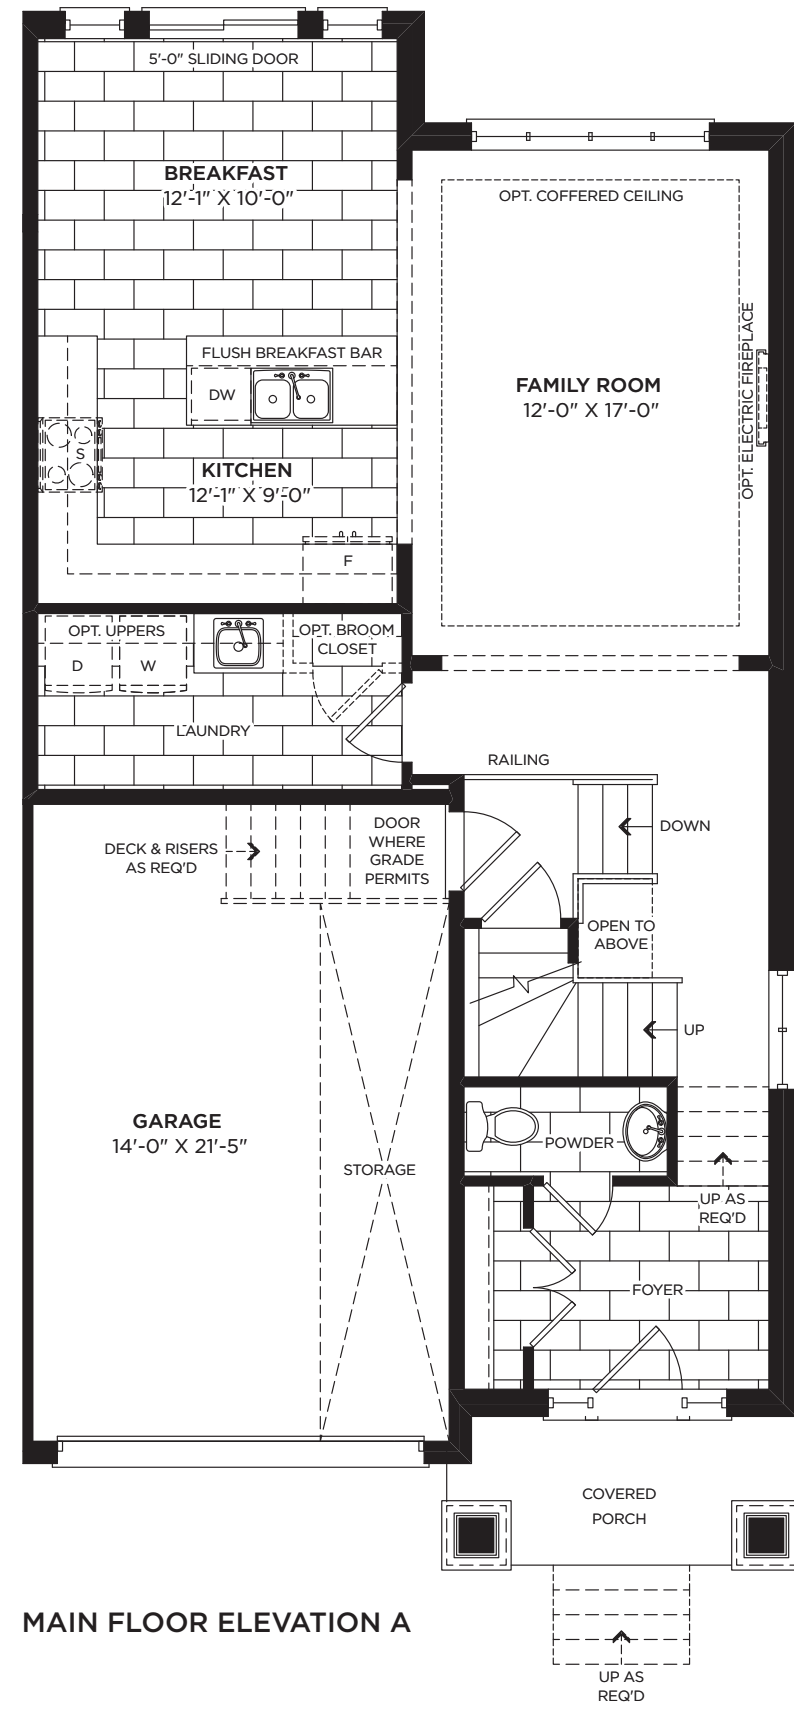 5'-0" SLIDING DOOR
BREAKFAST
12'-1" X 10'-0"
OPT. COFFERED CEILING
FLUSH BREAKFAST BAR
DW
FAMILY ROOM
12'-0" X 17'-0"
OPT. ELECTRIC FIREPLACE
S
KITCHEN
12'-1" X 9'-0"
F
OPT. UPPERS
D
W
OPT. BROOM
CLOSET
LAUNDRY
RAILING
DECK & RISERS
AS REQ'D
DOOR
WHERE
GRADE
PERMITS
DOWN
OPEN TO
ABOVE
UP
GARAGE
14'-0" X 21'-5"
STORAGE
POWDER
UP AS
REQ'D
FOYER
COVERED
PORCH
MAIN FLOOR ELEVATION A
UP AS
REQ'D